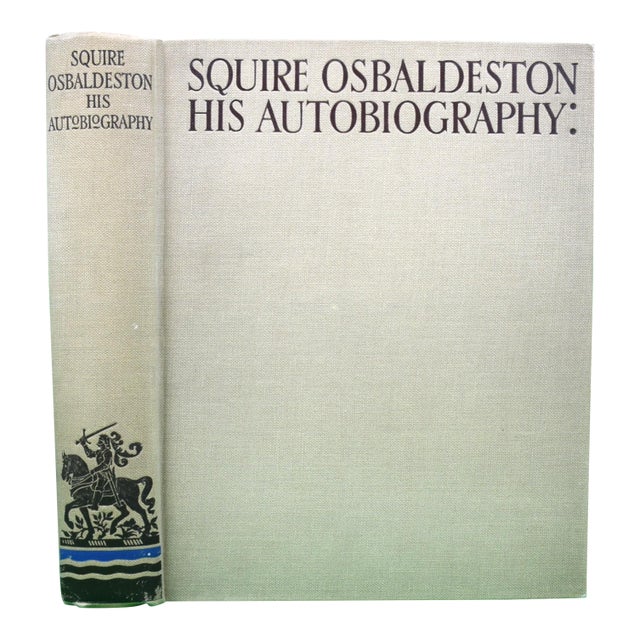 SQUIRE
OSBALDESTON
HIS
AUTOBIOGRAPHY
SQUIRE OSBALDESTON
HIS AUTOBIOGRAPHY: